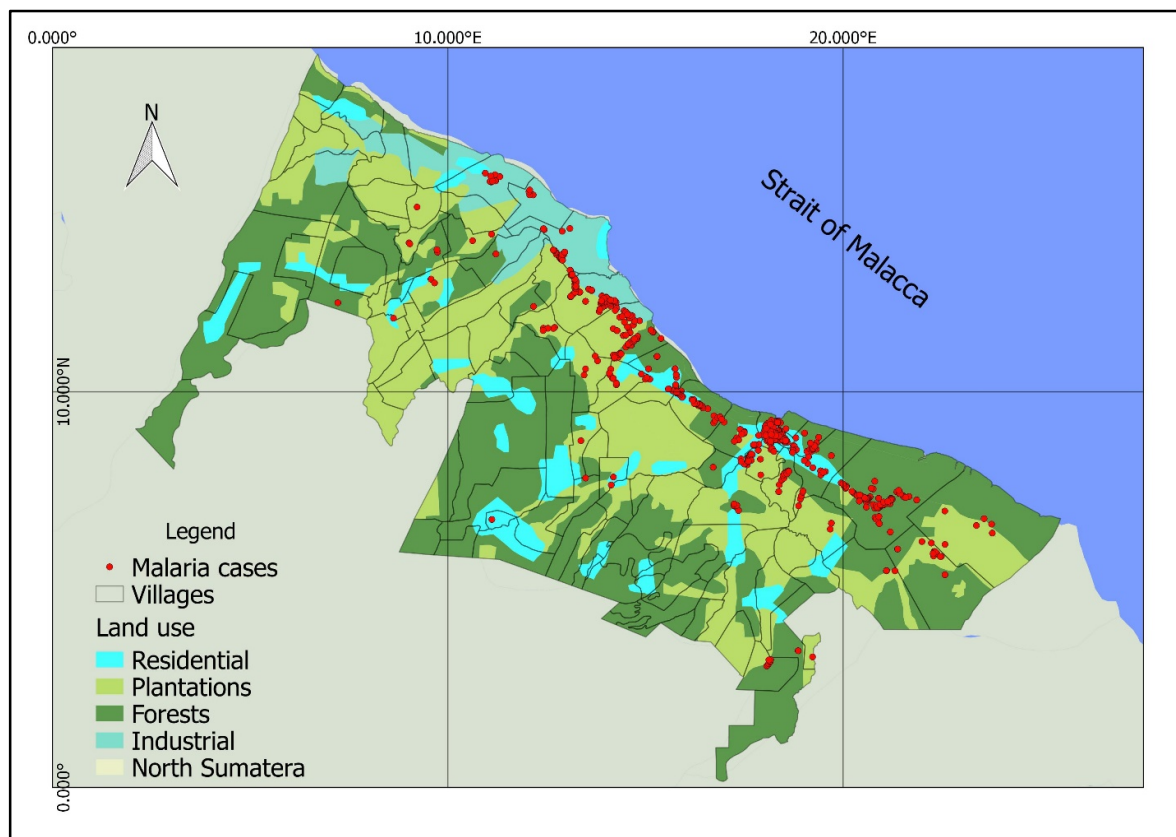 0.000°
10.000°E
20.000°E
N
Strait of Malacca
10.000°N
0.000°
Legend
Malaria cases
Villages
Land use
Residential
Plantations
Forests
Industrial
North Sumatera